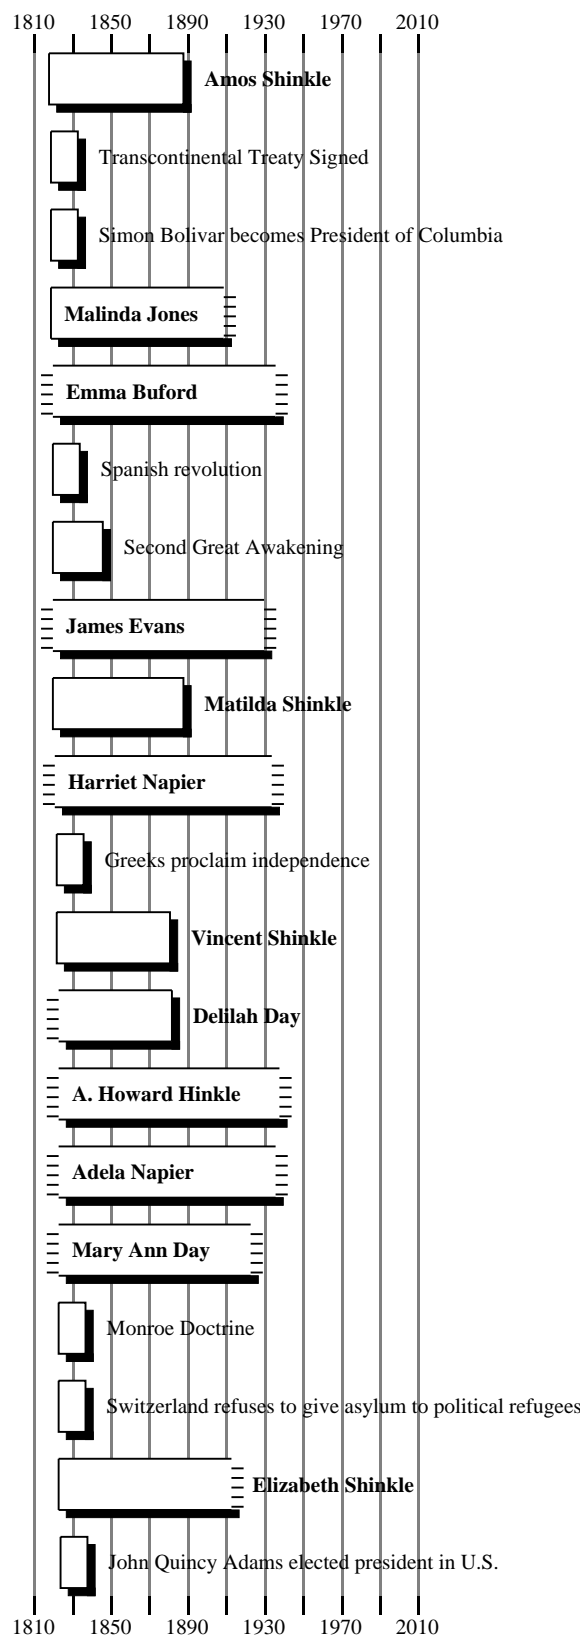 1810 1850 1890 1930 1970 2010
Amos Shinkle
Transcontinental Treaty Signed
Simon Bolivar becomes President of Columbia
Malinda Jones
Emma Buford
Spanish revolution
Second Great Awakening
James Evans
Matilda Shinkle
Harriet Napier
Greeks proclaim independence
Vincent Shinkle
Delilah Day
A. Howard Hinkle
Adela Napier
Mary Ann Day
Monroe Doctrine
Switzerland refuses to give asylum to political refugees
Elizabeth Shinkle
John Quincy Adams elected president in U.S.
1810 1850 1890 1930 1970 2010